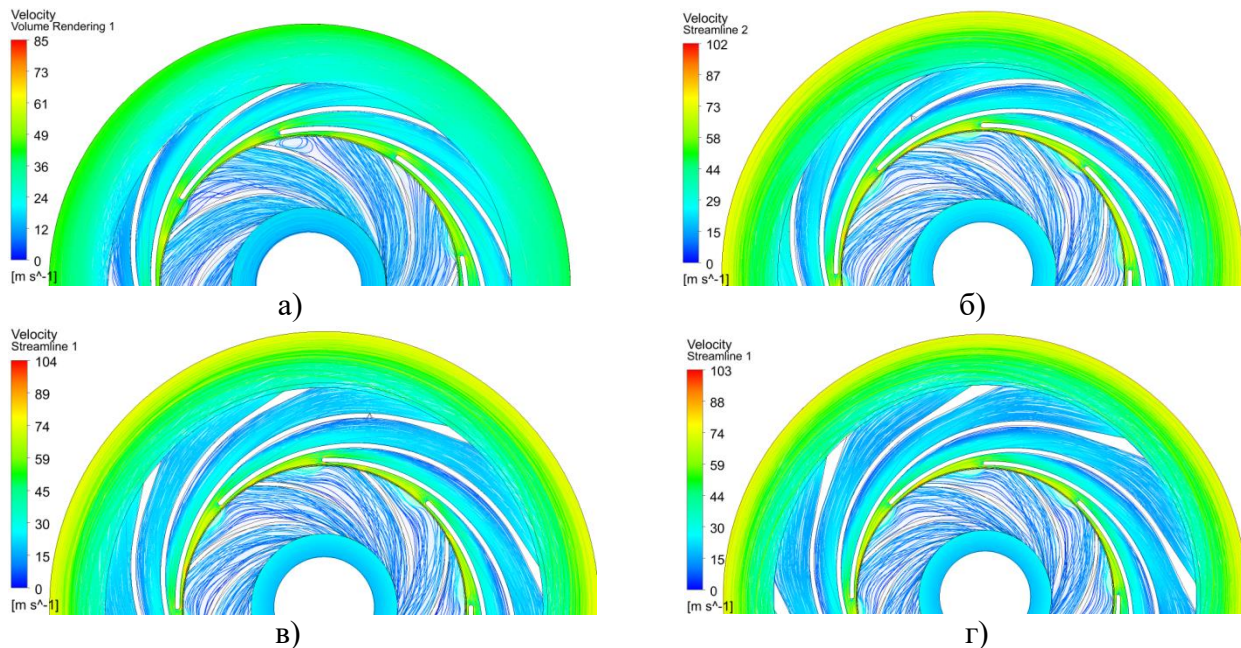 Velocity
Volume Rendering 1
85
73
61
49
36
24
12
0
[m s^-1]
а)
Velocity
Streamline 2
102
87
73
58
44
29
15
0
[m s^-1]
б)
Velocity
Streamline 1
104
89
74
59
45
30
15
0
[m s^-1]
в)
Velocity
Streamline 1
103
88
74
59
44
29
15
0
[m s^-1]
г)